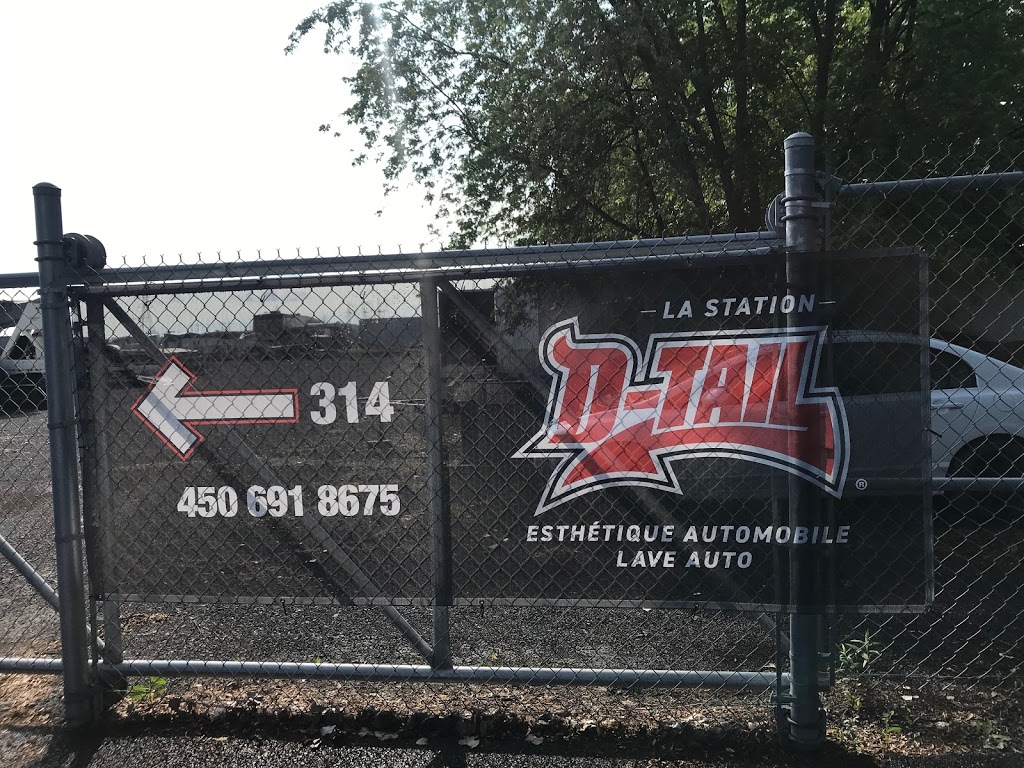 314
450 691 8675
LA STATION
D-TAIL
®
ESTHÉTIQUE AUTOMOBILE
LAVE AUTO